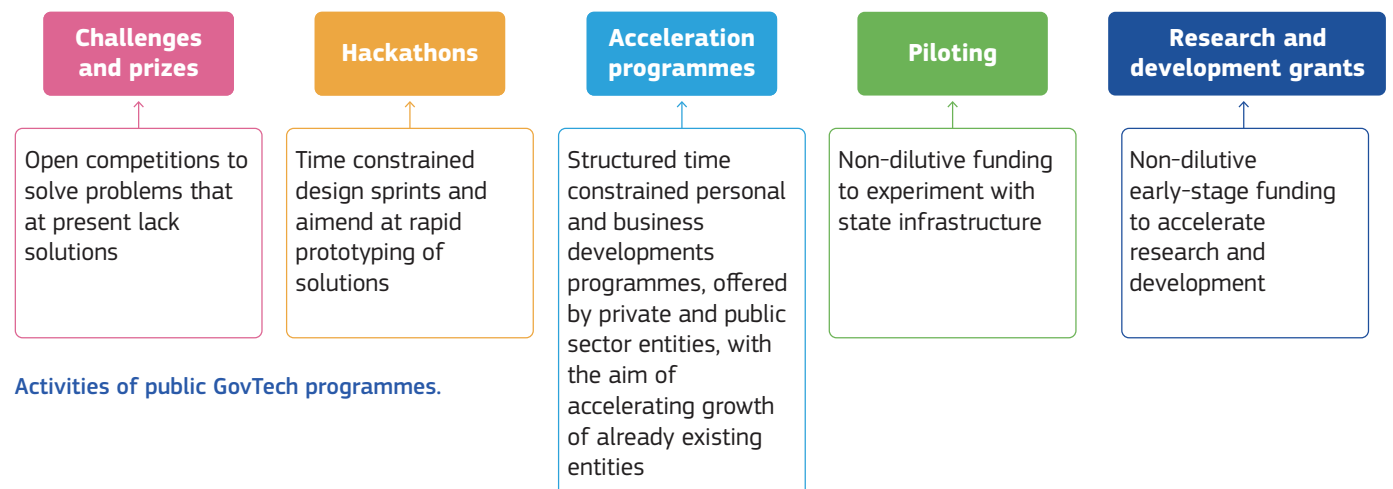 Challenges
and prizes
Open competitions to
solve problems that
at present lack
solutions
Hackathons
Time constrained
design sprints and
aimend at rapid
prototyping of
solutions
Acceleration
programmes
Structured time
constrained personal
and business
developments
programmes, offered
by private and public
sector entities, with
the aim of
accelerating growth
of already existing
entities
Piloting
Non-dilutive funding
to experiment with
state infrastructure
Research and
development grants
Non-dilutive
early-stage funding
to accelerate
research and
development
Activities of public GovTech programmes.